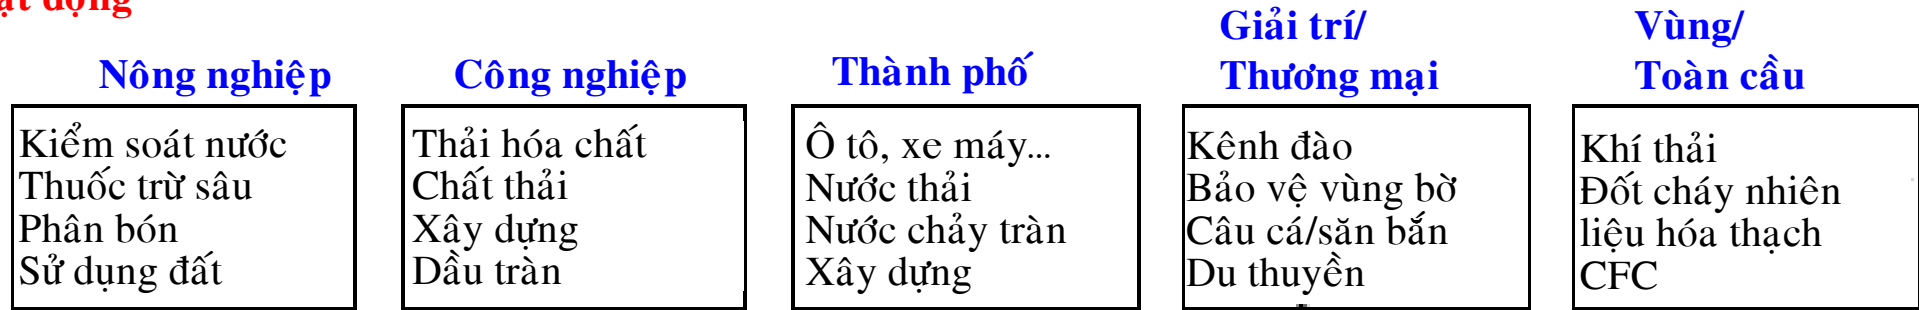 động
Nông nghiệp
Kiểm soát nước
Thuốc trừ sâu
Phân bón
Sử dụng đất
Công nghiệp
Thải hóa chất
Chất thải
Xây dựng
Dầu tràn
Thành phố
Ô tô, xe máy...
Nước thải
Nước chảy tràn
Xây dựng
Giải trí/
Thương mại
Kênh đào
Bảo vệ vùng bờ
Câu cá/săn bắn
Du thuyền
Vùng/
Toàn cầu
Khí thải
Đốt cháy nhiên
liệu hóa thạch
CFC